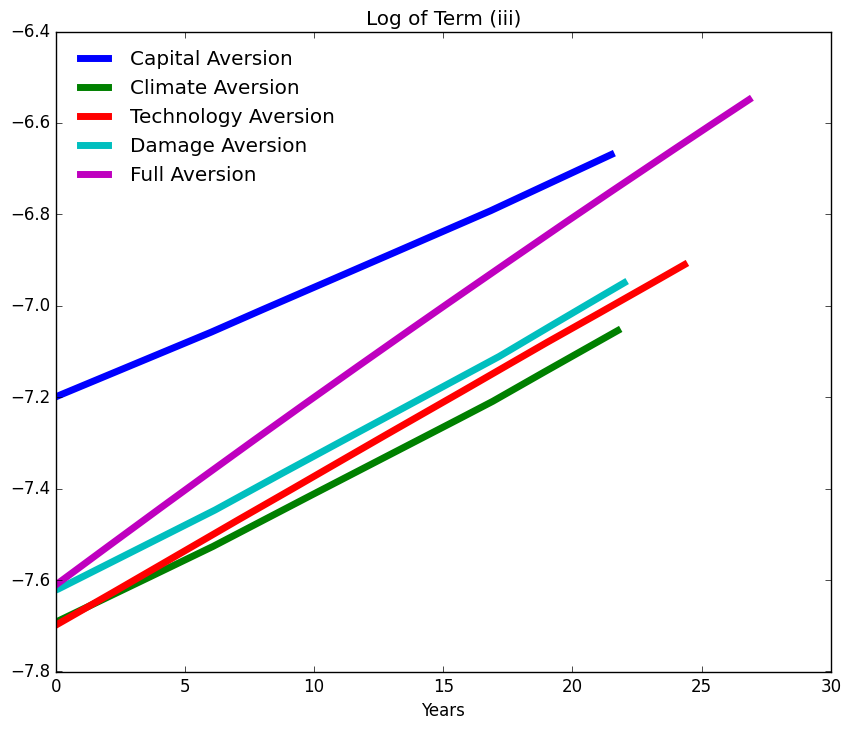 Log of Term (iii)
−6.4
−6.6
−6.8
−7.0
−7.2
−7.4
−7.6
−7.8
Capital Aversion
Climate Aversion
Technology Aversion
Damage Aversion
Full Aversion
0 5 10 15 20 25 30
Years